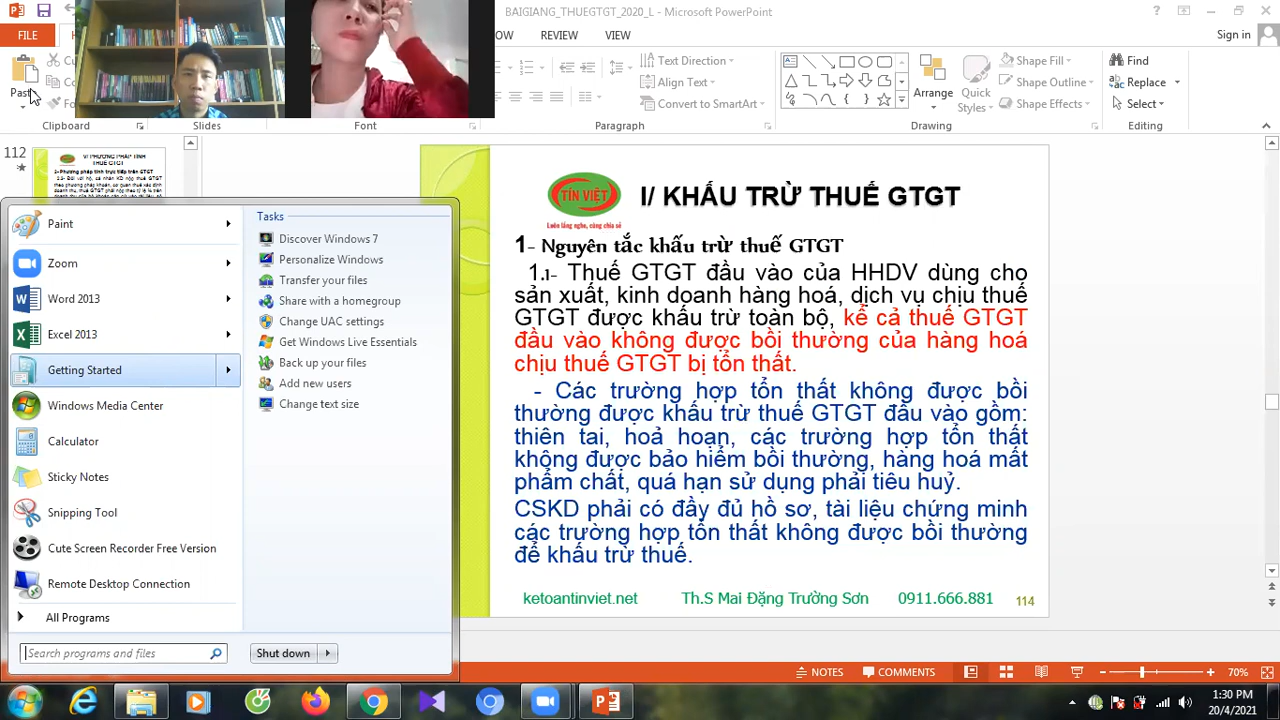 BAIGIANG_THUEGTGT_2020_L - Microsoft PowerPoint
FILE
REVIEW
VIEW
Sign in
Clipboard
Slides
Font
Text Direction
Align Text
Convert to SmartArt
Paragraph
Arrange
Quick
Styles
Shape Fill
Shape Outline
Shape Effects
Drawing
Find
Replace
Select
Editing
112
V/ PHƯƠNG PHÁP TÍNH
THUẾ GTGT
Paint
Zoom
Word 2013
Excel 2013
Getting Started
Windows Media Center
Calculator
Sticky Notes
Snipping Tool
Cute Screen Recorder Free Version
Remote Desktop Connection
All Programs
Search programs and files
Shut down
Tasks
Discover Windows 7
Personalize Windows
Transfer your files
Share with a homegroup
Change UAC settings
Get Windows Live Essentials
Back up your files
Add new users
Change text size
TÍN VIỆT
Luôn lắng nghe, cùng chia sẻ
I/ KHẤU TRỪ THUẾ GTGT
1- Nguyên tắc khấu trừ thuế GTGT
1.1- Thuế GTGT đầu vào của HHDV dùng cho
sản xuất, kinh doanh hàng hoá, dịch vụ chịu thuế
GTGT được khấu trừ toàn bộ, kể cả thuế GTGT
đầu vào không được bồi thường của hàng hoá
chịu thuế GTGT bị tổn thất.
- Các trường hợp tổn thất không được bồi
thường được khấu trừ thuế GTGT đầu vào gồm:
thiên tai, hoả hoạn, các trường hợp tổn thất
không được bảo hiểm bồi thường, hàng hoá mất
phẩm chất, quá hạn sử dụng phải tiêu huỷ.
CSKD phải có đầy đủ hồ sơ, tài liệu chứng minh
các trường hợp tổn thất không được bồi thường
để khấu trừ thuế.
ketoantinviet.net
Th.S Mai Đặng Trường Sơn
0911.666.881
114
NOTES
COMMENTS
70%
1:30 PM
20/4/2021